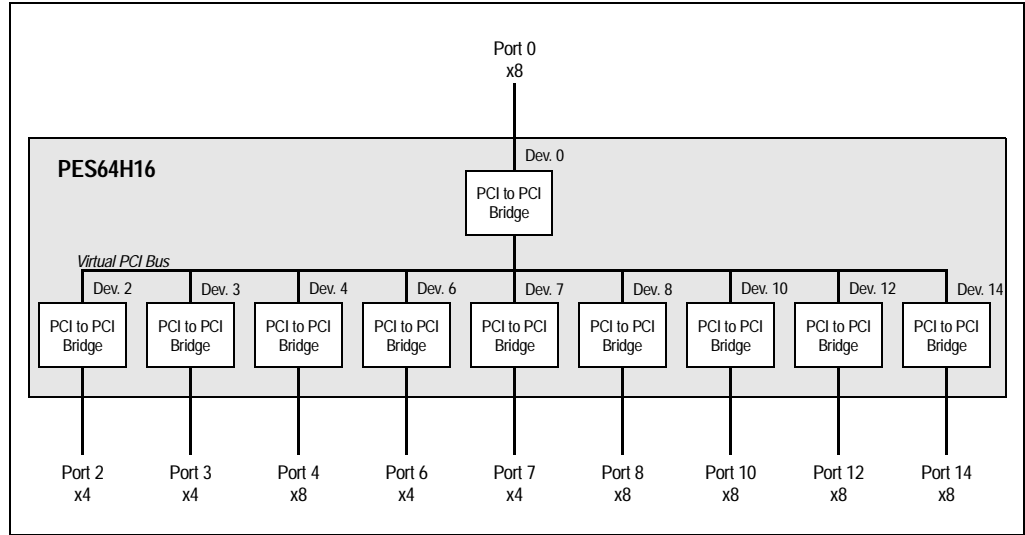 Port 0
x8
Dev. 0
PES64H16
PCI to PCI
Bridge
Virtual PCI Bus
Dev. 2
Dev. 3
Dev. 4
Dev. 6
Dev. 7
Dev. 8
Dev. 10
Dev. 12
Dev. 14
PCI to PCI
Bridge
PCI to PCI
Bridge
PCI to PCI
Bridge
PCI to PCI
Bridge
PCI to PCI
Bridge
PCI to PCI
Bridge
PCI to PCI
Bridge
PCI to PCI
Bridge
PCI to PCI
Bridge
Port 2
x4
Port 3
x4
Port 4
x8
Port 6
x4
Port 7
x4
Port 8
x8
Port 10
x8
Port 12
x8
Port 14
x8